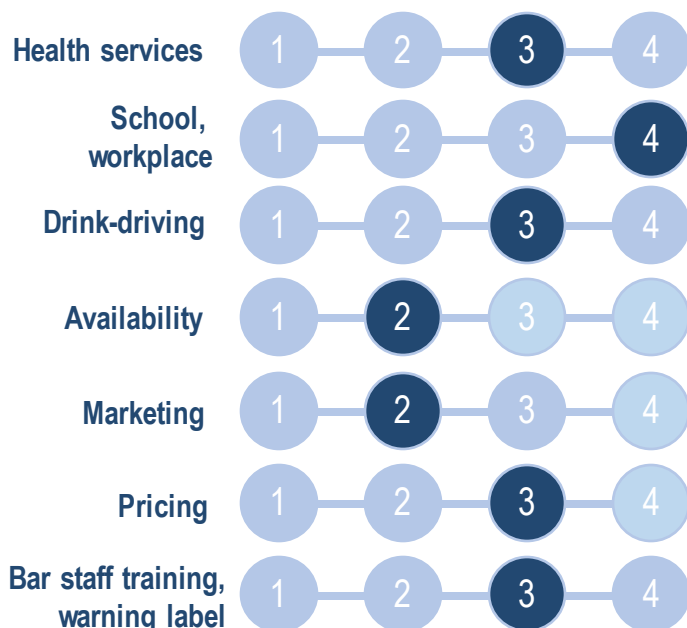 Health services 1 2 3 4
School,
workplace 1 2 3 4
Drink-driving 1 2 3 4
Availability 1 2 3 4
Marketing 1 2 3 4
Pricing 1 2 3 4
Bar staff training,
warning label 1 2 3 4